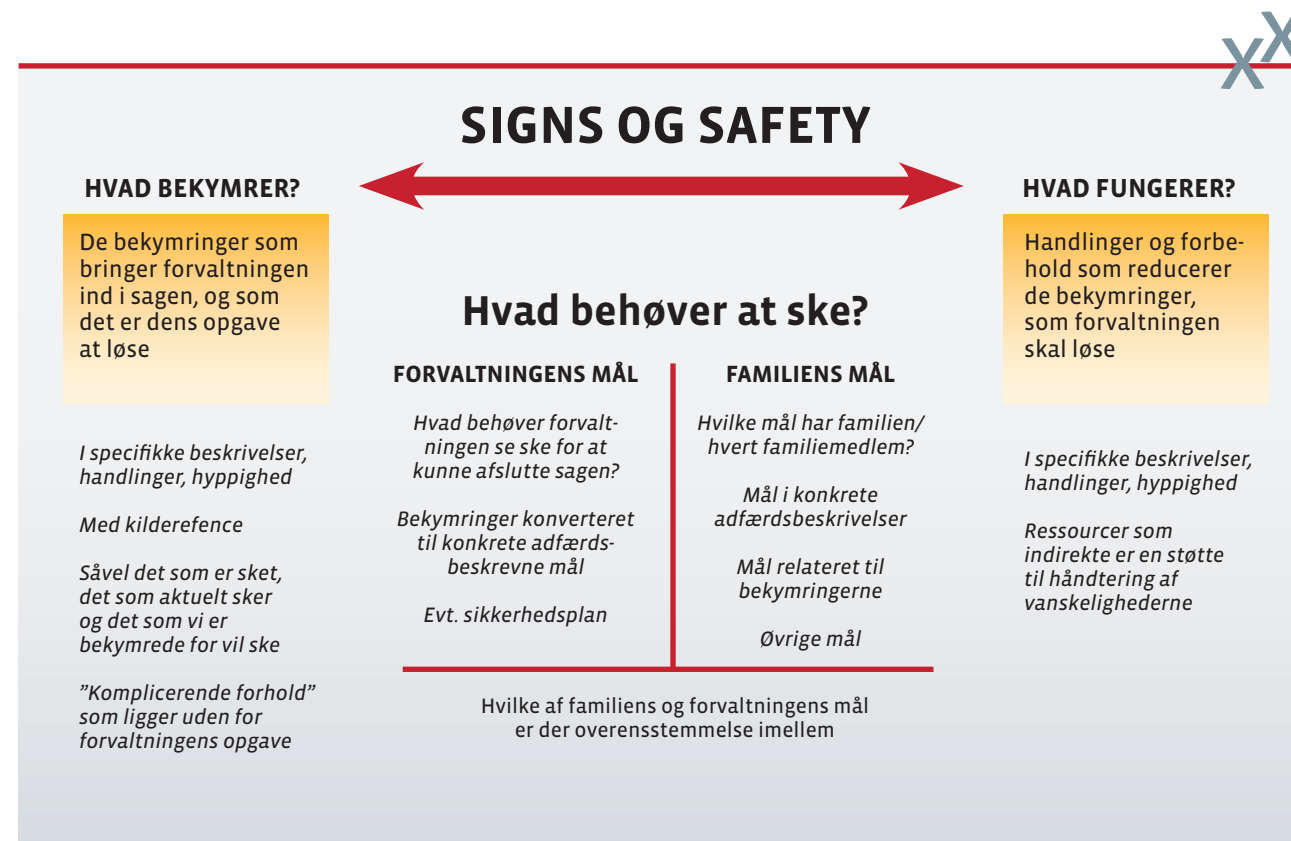 XX
SIGNS OG SAFETY
HVAD BEKYMRER?
De bekymringer som
bringer forvaltningen
ind i sagen, og som
det er dens opgave
at løse
I specifikke beskrivelser,
handlinger, hyppighed
Med kilderefence
Såvel det som er sket,
det som aktuelt sker
og det som vi er
bekymrede for vil ske
”Komplicerende forhold”
som ligger uden for
forvaltningens opgave
Hvad behøver at ske?
FORVALTNINGENS MÅL
Hvad behøver forvalt-
ningen se ske for at
kunne afslutte sagen?
Bekymringer konverteret
til konkrete adfærds-
beskrevne mål
Evt. sikkerhedsplan
FAMILIENS MÅL
Hvilke mål har familien/
hvert familiemedlem?
Mål i konkrete
adfærdsbeskrivelser
Mål relateret til
bekymringerne
Øvrige mål
Hvilke af familiens og forvaltningens mål
er der overensstemmelse imellem
HVAD FUNGERER?
Handlinger og forbe-
hold som reducerer
de bekymringer,
som forvaltningen
skal løse
I specifikke beskrivelser,
handlinger, hyppighed
Ressourcer som
indirekte er en støtte
til håndtering af
vanskelighederne